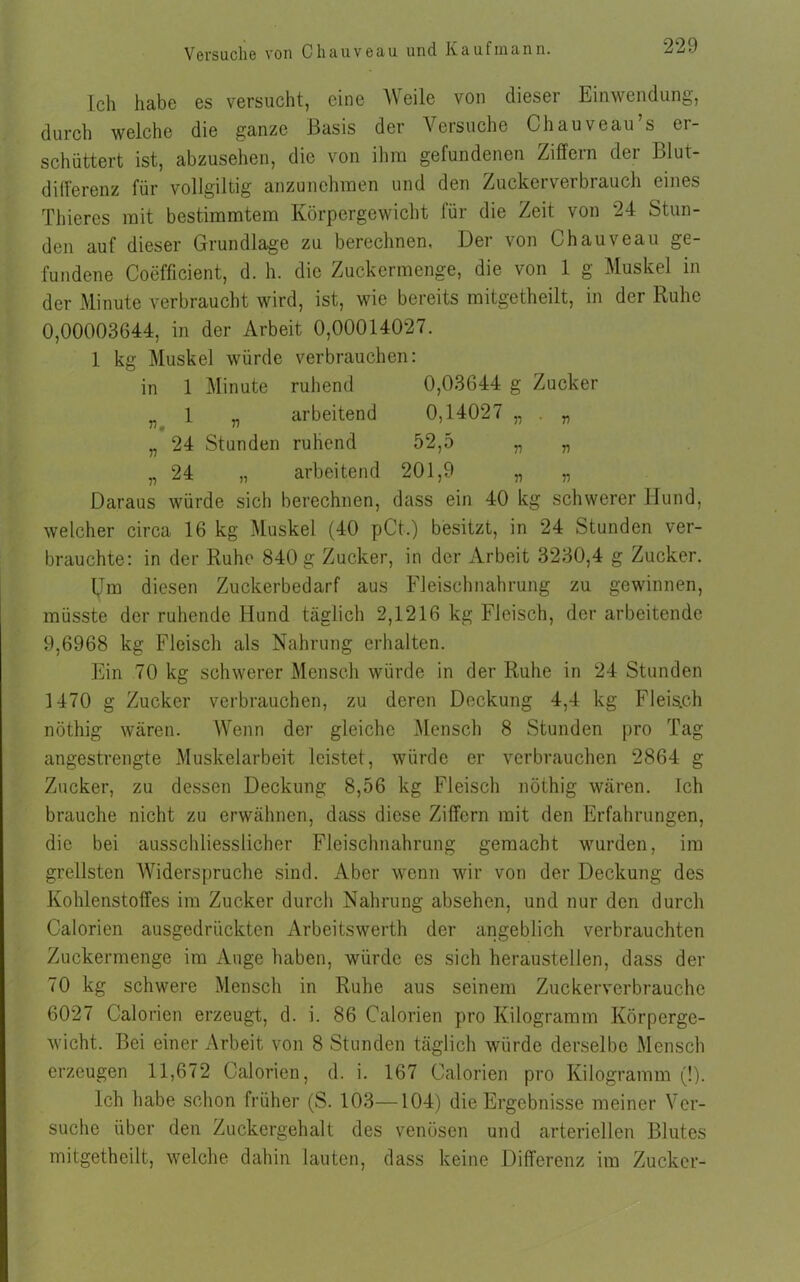 Versuche von Chauveau und Kaufmann. 229
Ich habe es versucht, eine Weile von dieser Einwendung,
durch welche die ganze Basis der Versuche Chauveau's er-
schüttert ist, abzusehen, die von ihm gefundenen Ziffern der Blut-
differenz für vollgiltig anzunehmen und den Zuckerverbrauch eines
Thieres mit bestimmtem Körpergewicht für die Zeit von 24 Stun-
den auf dieser Grundlage zu berechnen. Der von Chauveau ge-
fundene Coëfficient, d. h. die Zuckermenge, die von 1 g Muskel in
der Minute verbraucht wird, ist, wie bereits mitgetheilt, in der Ruhe
0,00003644, in der Arbeit 0,00014027.
1 kg Muskel würde verbrauchen:
in 1 Minute ruhend 0,03644 g Zucker
„ 1 „ arbeitend 0,14027 „ „
„ 24 Stunden ruhend 52,5 „ „
„ 24 „ arbeitend 201,9 „ „
Daraus würde sich berechnen, dass ein 40 kg schwerer Hund,
welcher circa 16 kg Muskel (40 pCt.) besitzt, in 24 Stunden ver-
brauchte: in der Ruhe 840 g Zucker, in der Arbeit 3230,4 g Zucker.
Um diesen Zuckerbedarf aus Fleischnahrung zu gewinnen,
müsste der ruhende Hund täglich 2,1216 kg Fleisch, der arbeitende
9,6968 kg Fleisch als Nahrung erhalten.
Ein 70 kg schwerer Mensch würde in der Ruhe in 24 Stunden
1470 g Zucker verbrauchen, zu deren Deckung 4,4 kg Fleisch
nöthig wären. Wenn der gleiche Mensch 8 Stunden pro Tag
angestrengte Muskelarbeit leistet, würde er verbrauchen 2864 g
Zucker, zu dessen Deckung 8,56 kg Fleisch nöthig wären. Ich
brauche nicht zu erwähnen, dass diese Ziffern mit den Erfahrungen,
die bei ausschliesslicher Fleischnahrung gemacht wurden, im
grellsten Widerspruche sind. Aber wenn wir von der Deckung des
Kohlenstoffes im Zucker durch Nahrung absehen, und nur den durch
Calorien ausgedrückten Arbeitswerth der angeblich verbrauchten
Zuckermenge im Auge haben, würde es sich heraustellen, dass der
70 kg schwere Mensch in Ruhe aus seinem Zuckerverbrauche
6027 Calorien erzeugt, d. i. 86 Calorien pro Kilogramm Körperge-
wicht. Bei einer Arbeit von 8 Stunden täglich würde derselbe Mensch
erzeugen 11,672 Calorien, d. i. 167 Calorien pro Kilogramm (!).
Ich habe schon früher (S. 103—104) die Ergebnisse meiner Ver-
suche über den Zuckergehalt des venösen und arteriellen Blutes
mitgetheilt, welche dahin lauten, dass keine Differenz im Zucker-